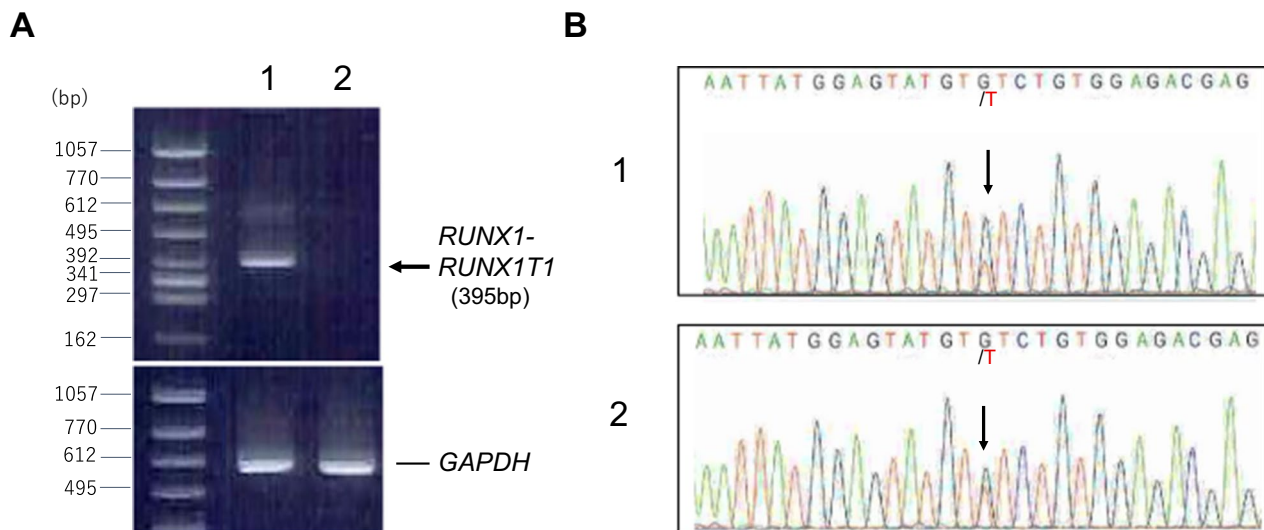 A
B
1 2
(bp)
1057
770
612
495
392
341
297
162
RUNX1-
RUNX1T1
(395bp)
1057
770
612
495
GAPDH
1
AATTATGGAGTATGTGTCTGTGGAGACGAG
/T
2
AATTATGGAGTATGTGTCTGTGGAGACGAG
/T